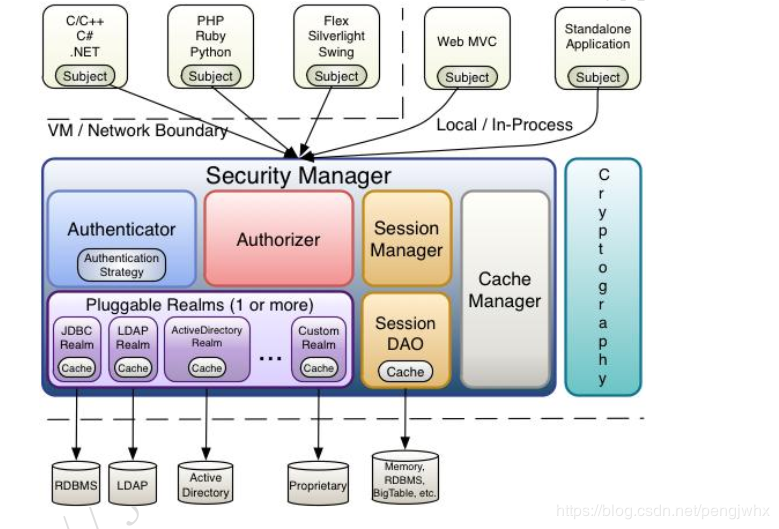 C/C++
C#
.NET
Subject
PHP
Ruby
Python
Subject
Flex
Silverlight
Swing
Subject
Web MVC
Subject
Standalone
Application
Subject
VM / Network Boundary
Local / In-Process
Security Manager
Authenticator
Authentication
Strategy
Authorizer
Session
Manager
Cache
Manager
Pluggable Realms (1 or more)
JDBC
Realm
Cache
LDAP
Realm
Cache
ActiveDirectory
Realm
Cache
...
Custom
Realm
Cache
Session
DAO
Cache
Cryptography
RDBMS
LDAP
Active
Directory
Proprietary
Memory,
RDBMS,
BigTable, etc.
https://blog.csdn.net/pengjwhx